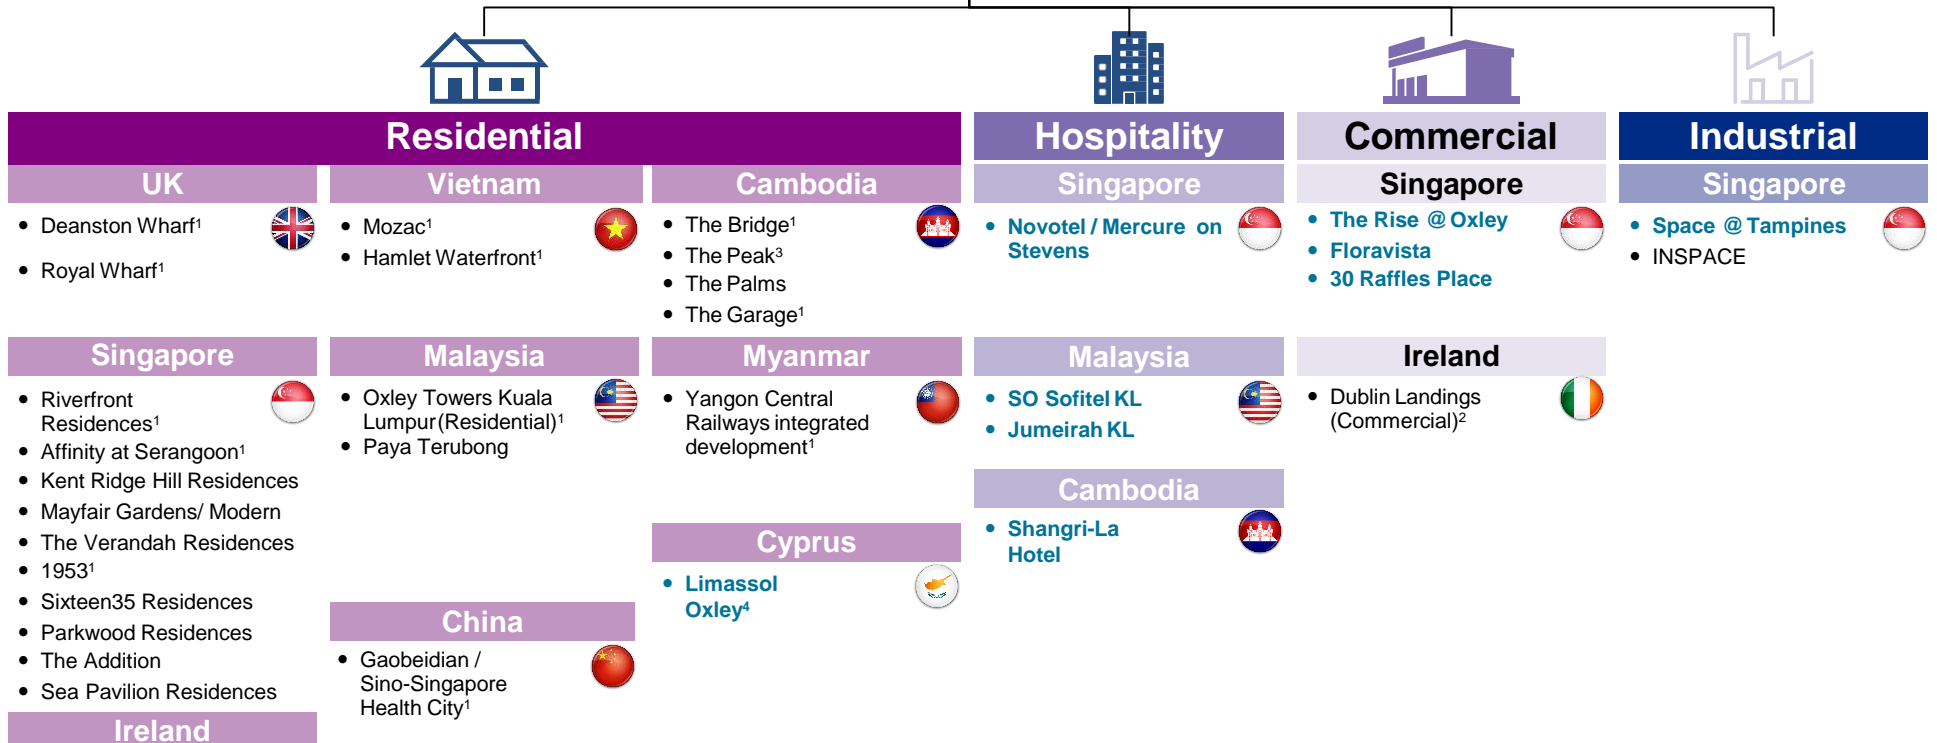 Residential
UK
• Deanston Wharf¹
• Royal Wharf¹
Vietnam
• Mozac¹
• Hamlet Waterfront¹
Cambodia
• The Bridge¹
• The Peak³
• The Palms
• The Garage¹
Singapore
• Riverfront
Residences¹
• Affinity at Serangoon¹
• Kent Ridge Hill Residences
• Mayfair Gardens/ Modern
• The Verandah Residences
• 1953¹
• Sixteen35 Residences
• Parkwood Residences
• The Addition
• Sea Pavilion Residences
Ireland
Malaysia
• Oxley Towers Kuala
Lumpur(Residential)¹
• Paya Terubong
China
• Gaobeidian /
Sino-Singapore
Health City¹
Myanmar
• Yangon Central
Railways integrated
development¹
Cyprus
• Limassol
Oxley⁴
Hospitality
Singapore
• Novotel / Mercure on
Stevens
Malaysia
• SO Sofitel KL
• Jumeirah KL
Cambodia
• Shangri-La
Hotel
Commercial
Singapore
• The Rise @ Oxley
• Floravista
• 30 Raffles Place
Ireland
• Dublin Landings
(Commercial)²
Industrial
Singapore
• Space @ Tampines
• INSPACE